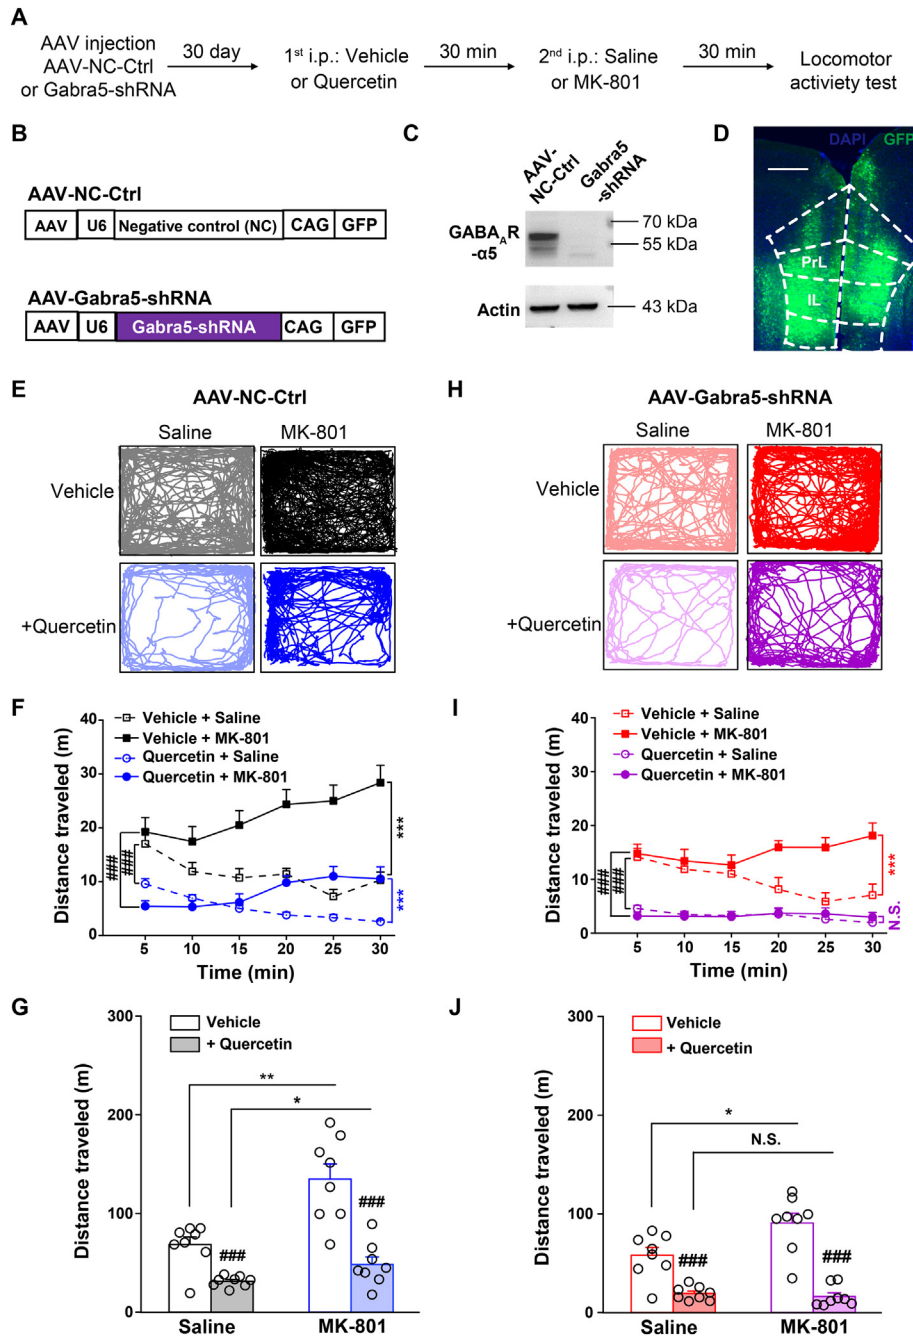 A
AAV injection
AAV-NC-Ctrl
or Gabra5-shRNA
30 day
1st i.p.: Vehicle
or Quercetin
30 min
2nd i.p.: Saline
or MK-801
30 min
Locomotor
activiety test
B
AAV-NC-Ctrl
AAV U6 Negative control (NC) CAG GFP
AAV-Gabra5-shRNA
AAV U6 Gabra5-shRNA CAG GFP
C
AAV-
NC-Ctrl
Gabra5
-shRNA
GABAAR
-α5
70 kDa
55 kDa
Actin
43 kDa
D
DAPI GFP
PrL
IL
E
AAV-NC-Ctrl
Saline MK-801
Vehicle
+Quercetin
H
AAV-Gabra5-shRNA
Saline MK-801
Vehicle
+Quercetin
F
Distance traveled (m)
40
30
20
10
0
Vehicle + Saline
Vehicle + MK-801
Quercetin + Saline
Quercetin + MK-801
###
###
***
***
5 10 15 20 25 30
Time (min)
I
Distance traveled (m)
40
30
20
10
0
Vehicle + Saline
Vehicle + MK-801
Quercetin + Saline
Quercetin + MK-801
###
###
***
N.S.
5 10 15 20 25 30
Time (min)
G
Distance traveled (m)
300
200
100
0
Vehicle
+ Quercetin
**
*
###
###
Saline MK-801
J
Distance traveled (m)
300
200
100
0
Vehicle
+ Quercetin
*
N.S.
###
###
Saline MK-801